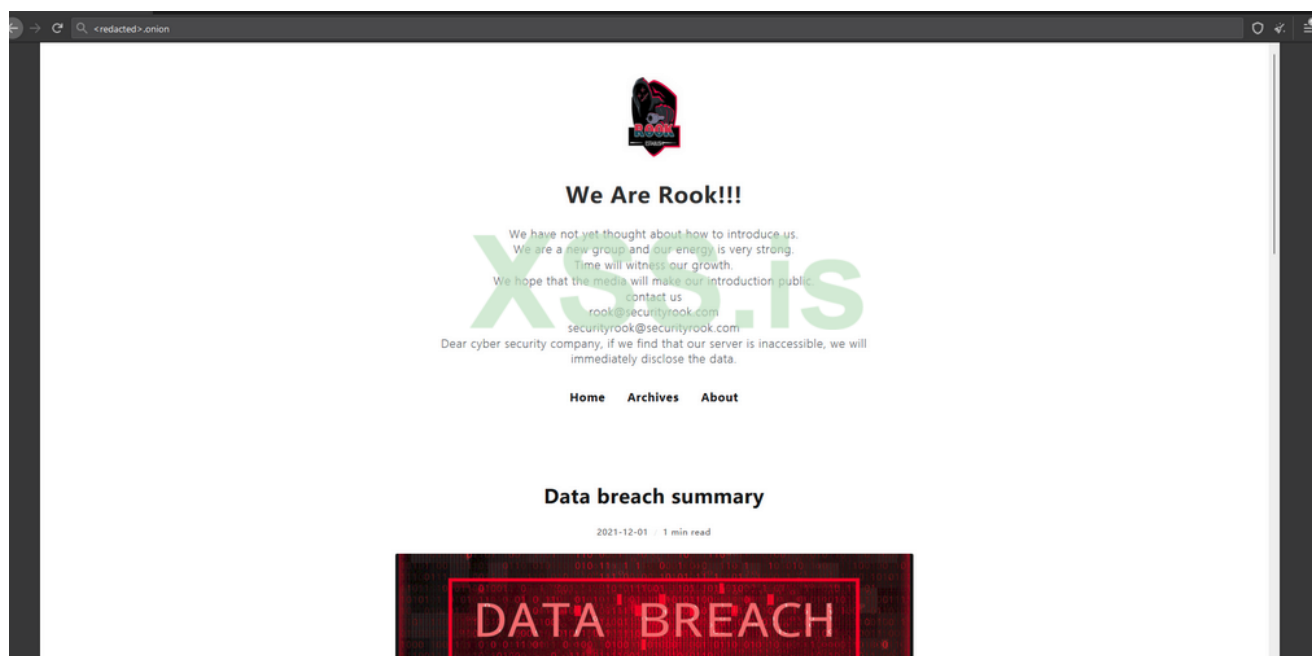 <redacted>.onion
ROOK
We Are Rook!!!
We have not yet thought about how to introduce us.
We are a new group and our energy is very strong.
Time will witness our growth.
We hope that the media will make our introduction public.
contact us
rook@securityrook.com
securityrook@securityrook.com
Dear cyber security company, if we find that our server is inaccessible, we will
immediately disclose the data.
XSS.is
Home Archives About
Data breach summary
2021-12-01 / 1 min read
DATA BREACH